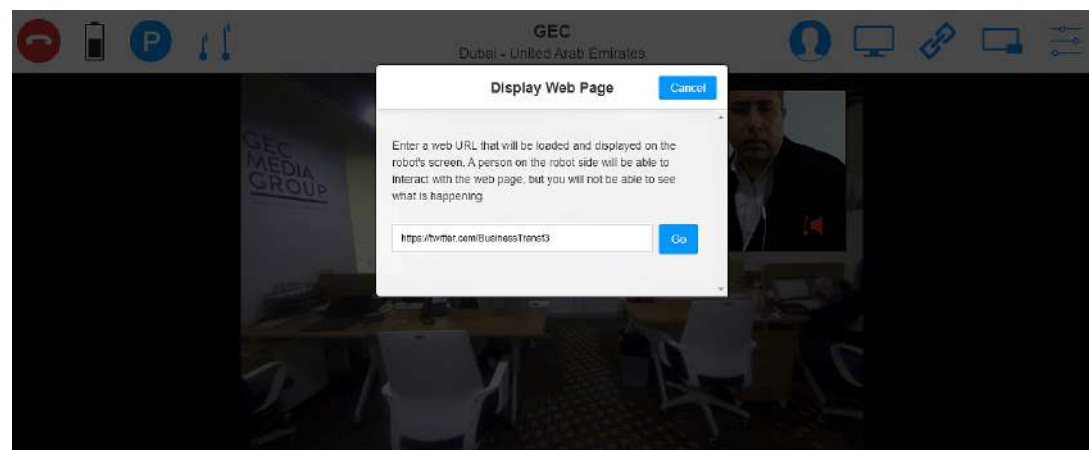 P
GEC
Dubai - United Arab Emirates
Display Web Page
Cancel
Enter a web URL that will be loaded and displayed on the
robot's screen. A person on the robot side will be able to
interact with the web page, but you will not be able to see
what is happening.
https://twitter.com/BusinessTransf3
Go
GEC
MEDIA
GROUP